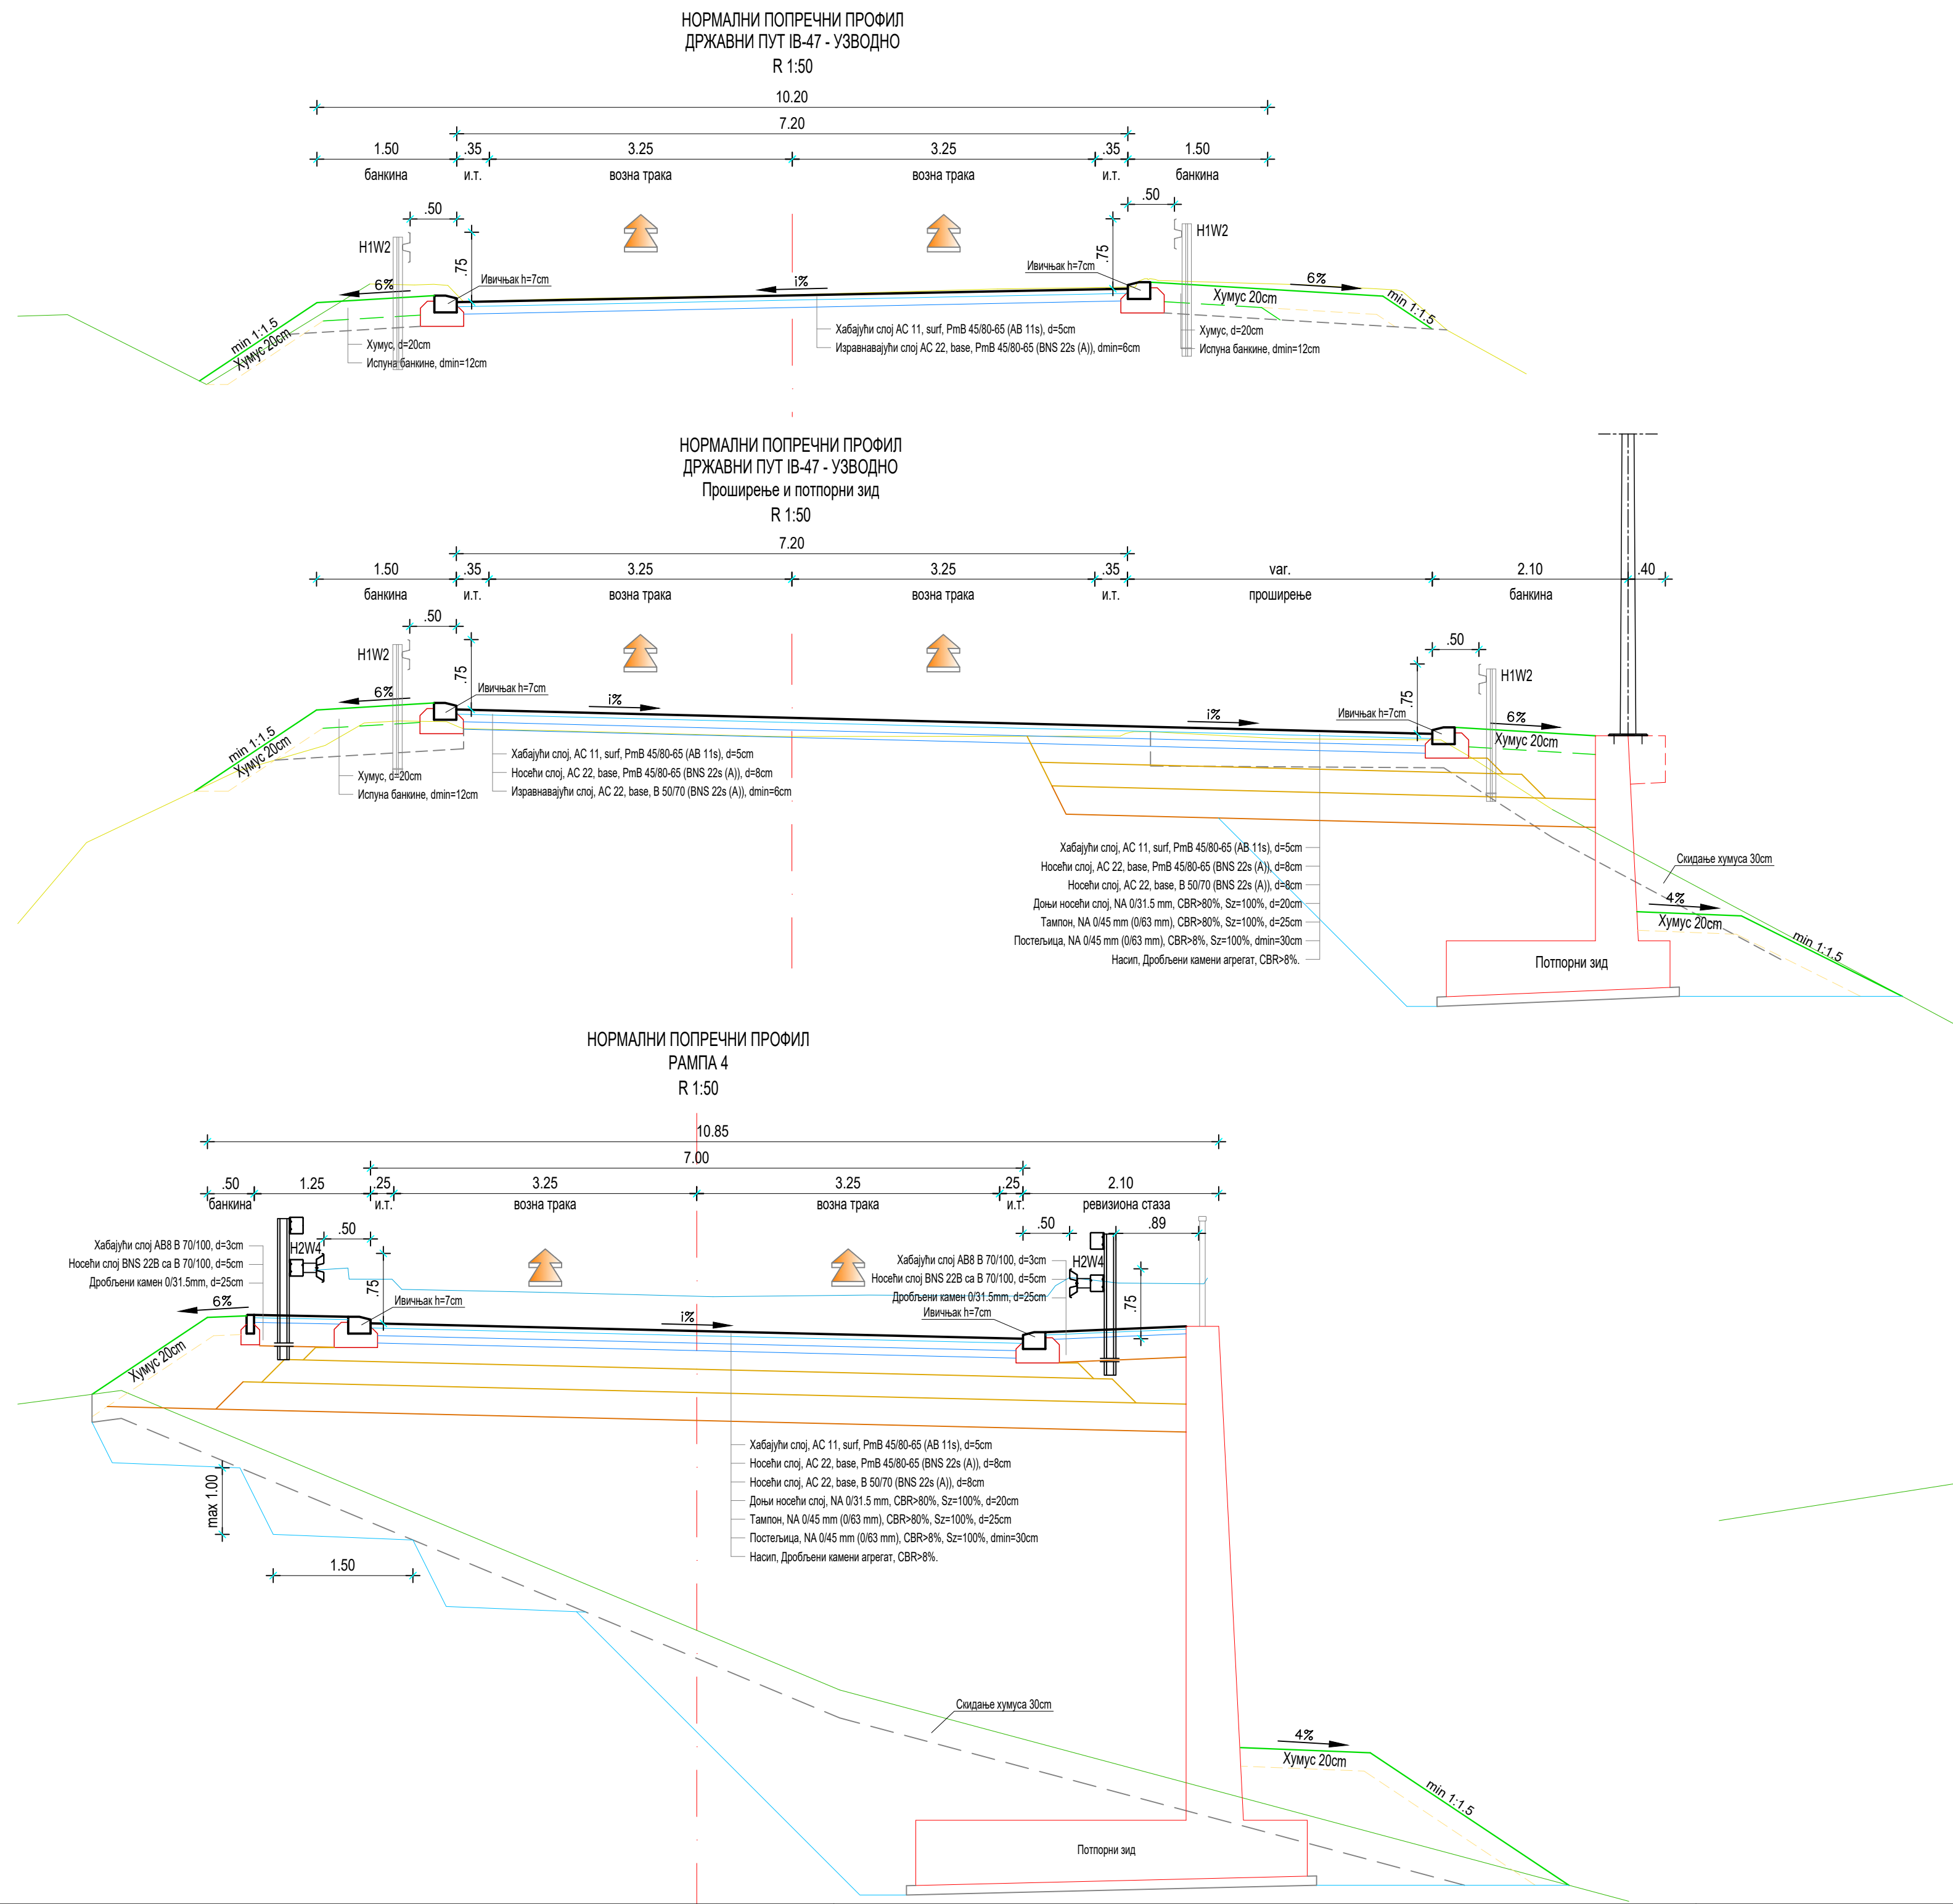 НОРМАЛНИ ПОПРЕЧНИ ПРОФИЛ
ДРЖАВНИ ПУТ IB-47 - УЗВОДНО
R 1:50
10.20
7.20
1.50 .35 3.25 3.25 .35 1.50
банкина и.т. возна трака возна трака и.т. банкина
.50 .50
H1W2 H1W2
.75 .75
Ивичњак h=7cm Ивичњак h=7cm
6% i% 6%
min 1:1.5 Хумус 20cm
Хумус 20cm min 1:1.5
Хумус, d=20cm
Испуна банкине, dmin=12cm
Хабајући слој АС 11, surf, PmB 45/80-65 (АВ 11s), d=5cm
Изравнавајући слој АС 22, base, PmB 45/80-65 (BNS 22s (A)), dmin=6cm
Хумус, d=20cm
Испуна банкине, dmin=12cm
НОРМАЛНИ ПОПРЕЧНИ ПРОФИЛ
ДРЖАВНИ ПУТ IB-47 - УЗВОДНО
Проширење и потпорни зид
R 1:50
7.20
1.50 .35 3.25 3.25 .35 var. 2.10 .40
банкина и.т. возна трака возна трака и.т. проширење банкина
.50 .50
H1W2 H1W2
.75 .75
Ивичњак h=7cm Ивичњак h=7cm
6% i% i% 6%
min 1:1.5 Хумус 20cm
Хумус 20cm
Хумус, d=20cm
Испуна банкине, dmin=12cm
Хабајући слој, АС 11, surf, PmB 45/80-65 (АВ 11s), d=5cm
Носећи слој, АС 22, base, PmB 45/80-65 (BNS 22s (A)), d=8cm
Изравнавајући слој, АС 22, base, B 50/70 (BNS 22s (A)), dmin=6cm
Хабајући слој, АС 11, surf, PmB 45/80-65 (АВ 11s), d=5cm
Носећи слој, АС 22, base, PmB 45/80-65 (BNS 22s (A)), d=8cm
Носећи слој, АС 22, base, B 50/70 (BNS 22s (A)), d=8cm
Доњи носећи слој, NA 0/31.5 mm, CBR>80%, Sz=100%, d=20cm
Тампон, NA 0/45 mm (0/63 mm), CBR>80%, Sz=100%, d=25cm
Постељица, NA 0/45 mm (0/63 mm), CBR>8%, Sz=100%, dmin=30cm
Насип, Дробљени камени агрегат, CBR>8%.
Скидање хумуса 30cm
4%
Хумус 20cm
min 1:1.5
Потпорни зид
НОРМАЛНИ ПОПРЕЧНИ ПРОФИЛ
РАМПА 4
R 1:50
10.85
7.00
.50 1.25 .25 3.25 3.25 .25 2.10
банкина и.т. возна трака возна трака и.т. ревизиона стаза
.50 .50 .89
H2W4 H2W4
.75 .75
Хабајући слој АВ8 В 70/100, d=3cm
Носећи слој BNS 22B са В 70/100, d=5cm
Дробљени камен 0/31.5mm, d=25cm
Хабајући слој АВ8 В 70/100, d=3cm
Носећи слој BNS 22B са В 70/100, d=5cm
Дробљени камен 0/31.5mm, d=25cm
Ивичњак h=7cm Ивичњак h=7cm
6% i%
Хумус 20cm
Хабајући слој, АС 11, surf, PmB 45/80-65 (АВ 11s), d=5cm
Носећи слој, АС 22, base, PmB 45/80-65 (BNS 22s (A)), d=8cm
Носећи слој, АС 22, base, B 50/70 (BNS 22s (A)), d=8cm
Доњи носећи слој, NA 0/31.5 mm, CBR>80%, Sz=100%, d=20cm
Тампон, NA 0/45 mm (0/63 mm), CBR>80%, Sz=100%, d=25cm
Постељица, NA 0/45 mm (0/63 mm), CBR>8%, Sz=100%, dmin=30cm
Насип, Дробљени камени агрегат, CBR>8%.
max 1.00
1.50
Скидање хумуса 30cm
4%
Хумус 20cm
min 1:1.5
Потпорни зид